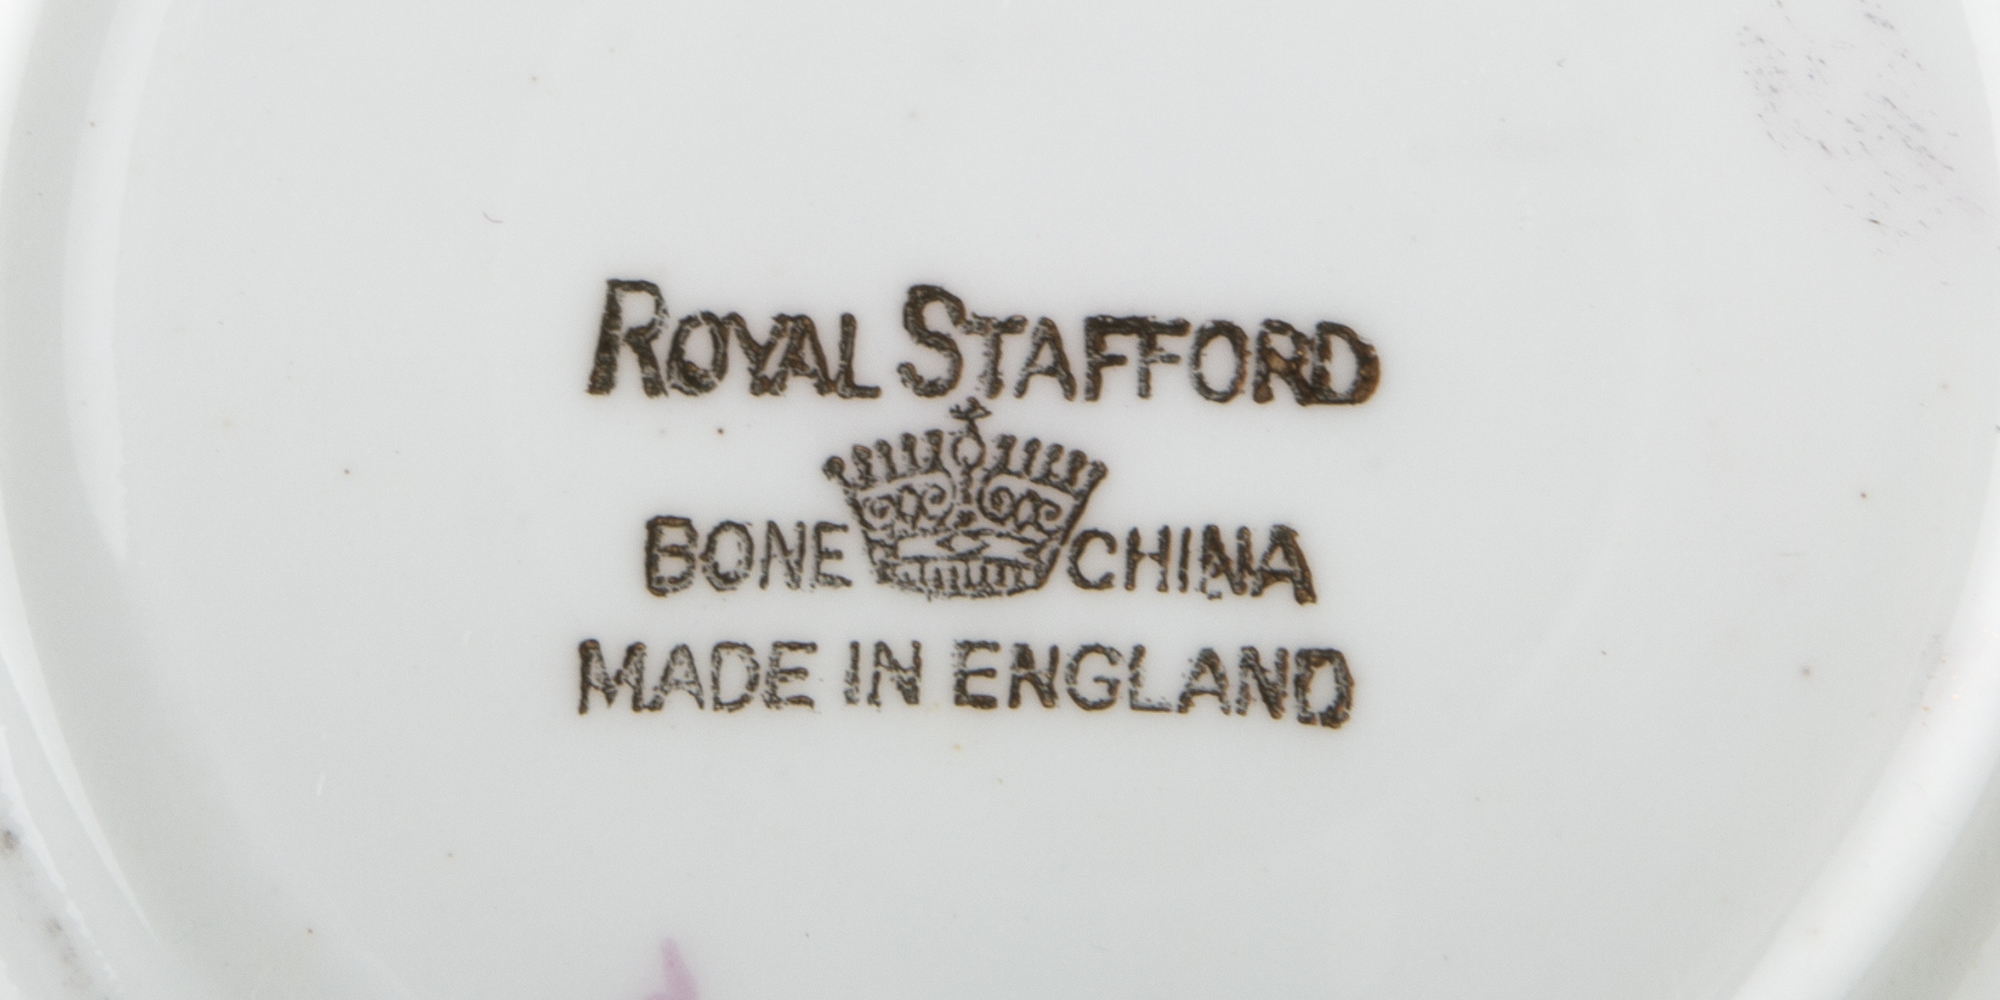 ROYAL STAFFORD
BONE CHINA
MADE IN ENGLAND